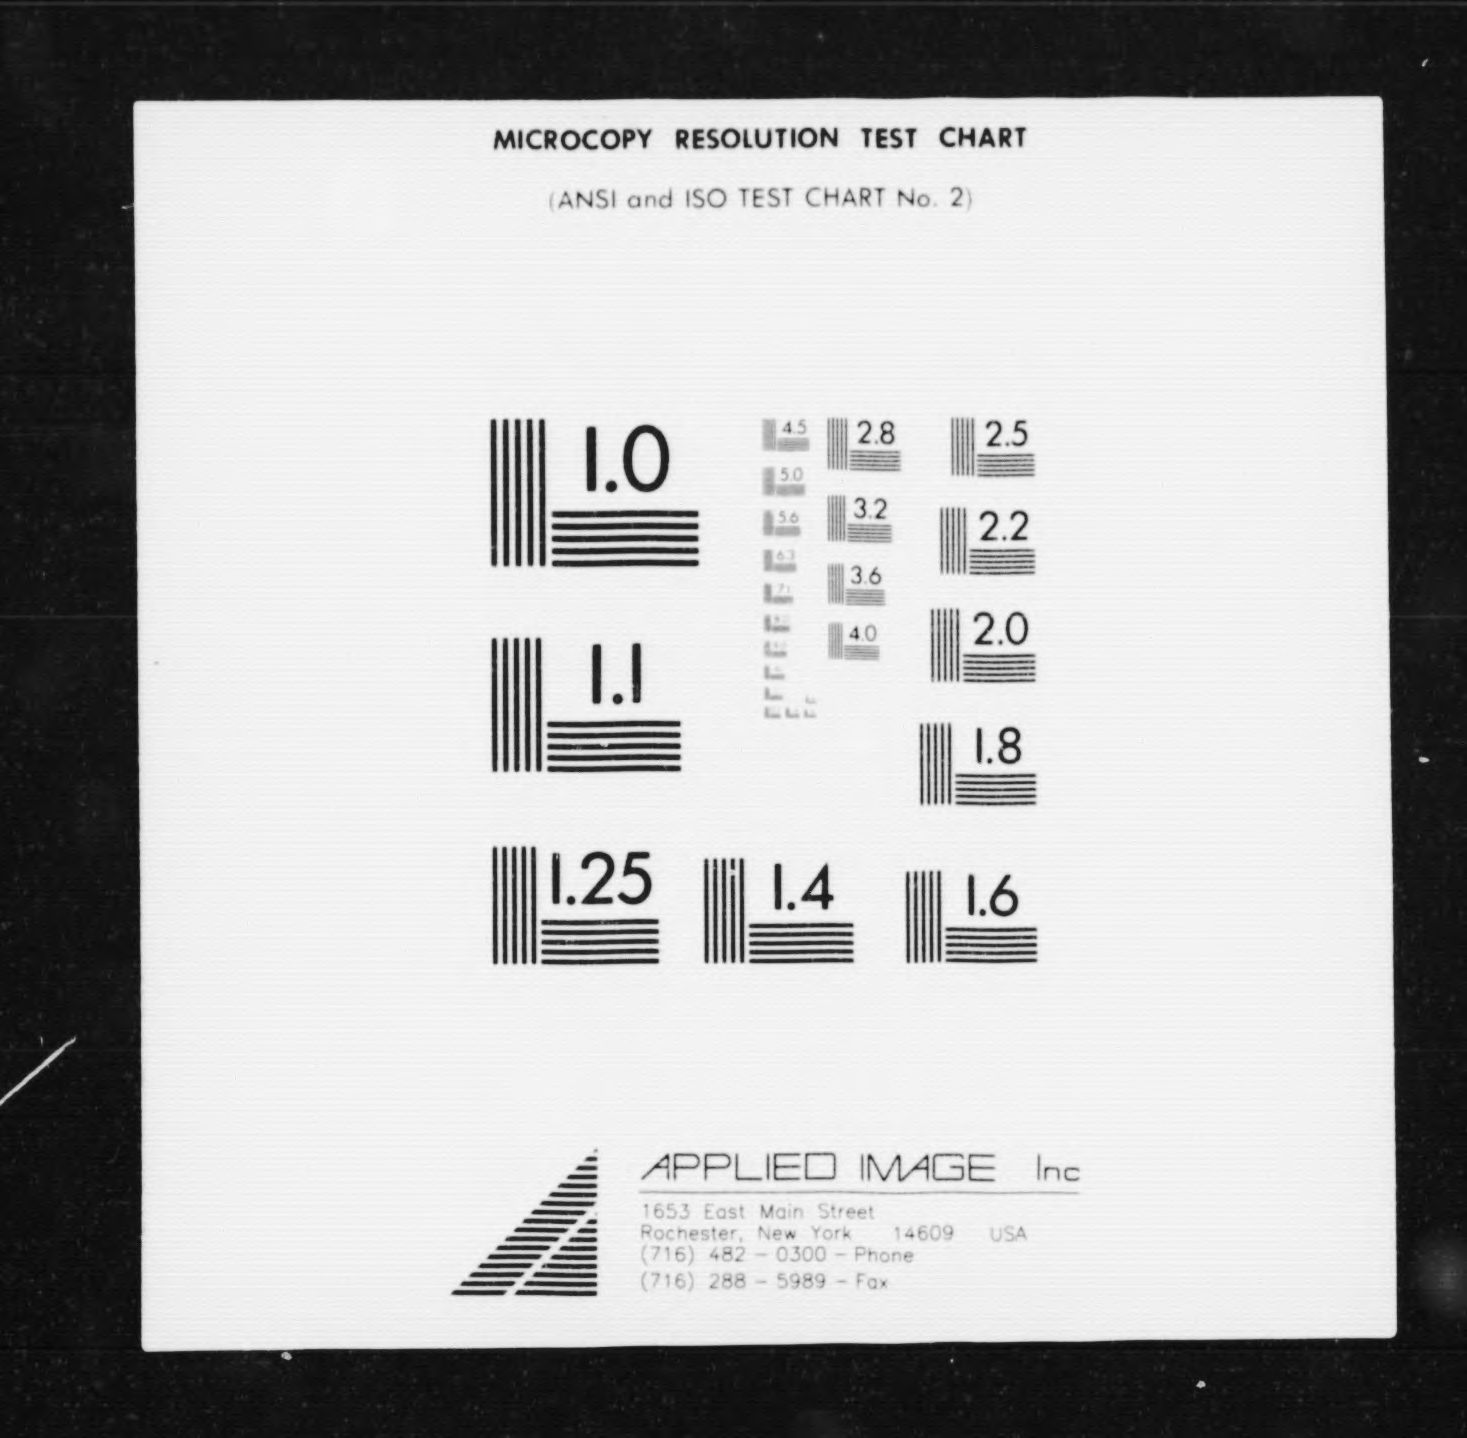 MICROCOPY RESOLUTION TEST CHART
(ANSI and ISO TEST CHART No. 2)
1.0
1.1
1.25
1.4
1.6
4.5
5.0
5.6
6.3
7.1
2.8
3.2
3.6
4.0
2.5
2.2
2.0
1.8
APPLIED IMAGE Inc
1653 East Main Street
Rochester, New York 14609 USA
(716) 482 - 0300 - Phone
(716) 288 - 5989 - Fax